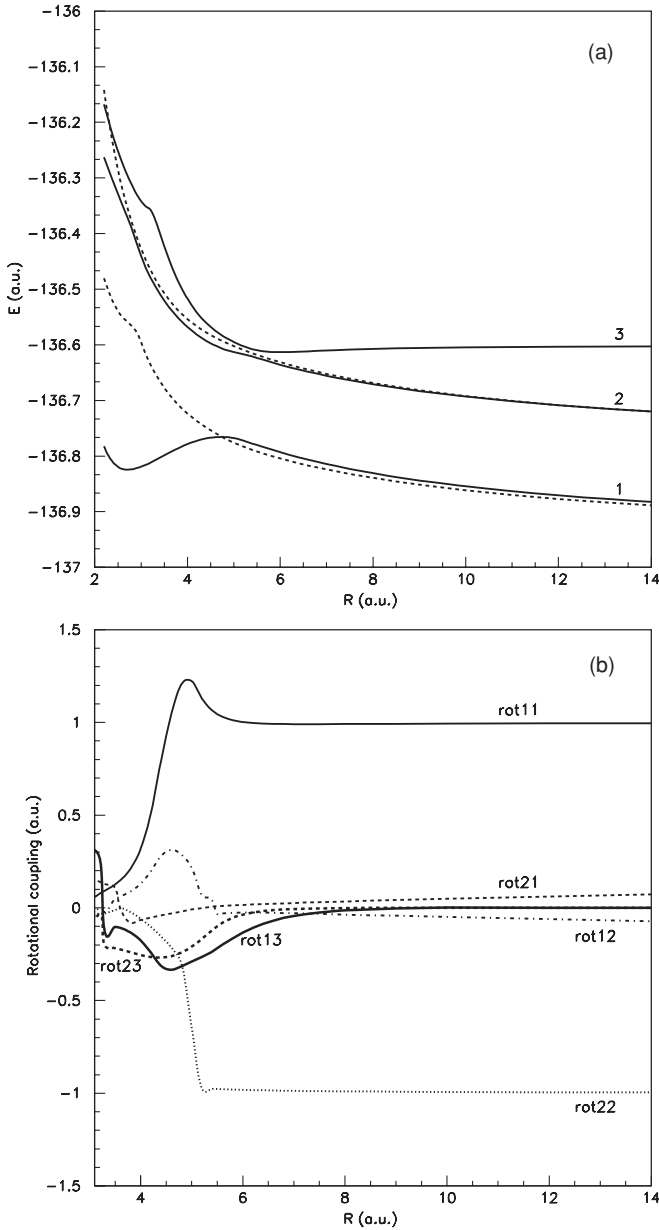 (a)
E (a.u.)
−136
−136.1
−136.2
−136.3
−136.4
−136.5
−136.6
−136.7
−136.8
−136.9
−137
3
2
1
2 4 6 8 10 12 14
R (a.u.)
(b)
Rotational coupling (a.u.)
1.5
1
0.5
0
−0.5
−1
−1.5
rot11
rot21
rot13
rot12
rot23
rot22
4 6 8 10 12 14
R (a.u.)